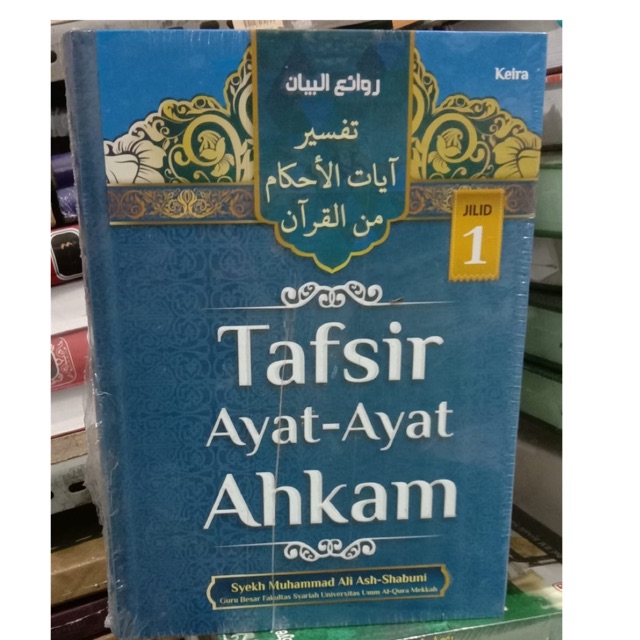 روائع البيان
Keira
تفسير
آيات الأحكام
من القرآن
JILID
1
Tafsir
Ayat-Ayat
Ahkam
Syekh Muhammad Ali Ash-Shabuni
Guru Besar Fakultas Syariah Universitas Umm Al-Qura Mekkah